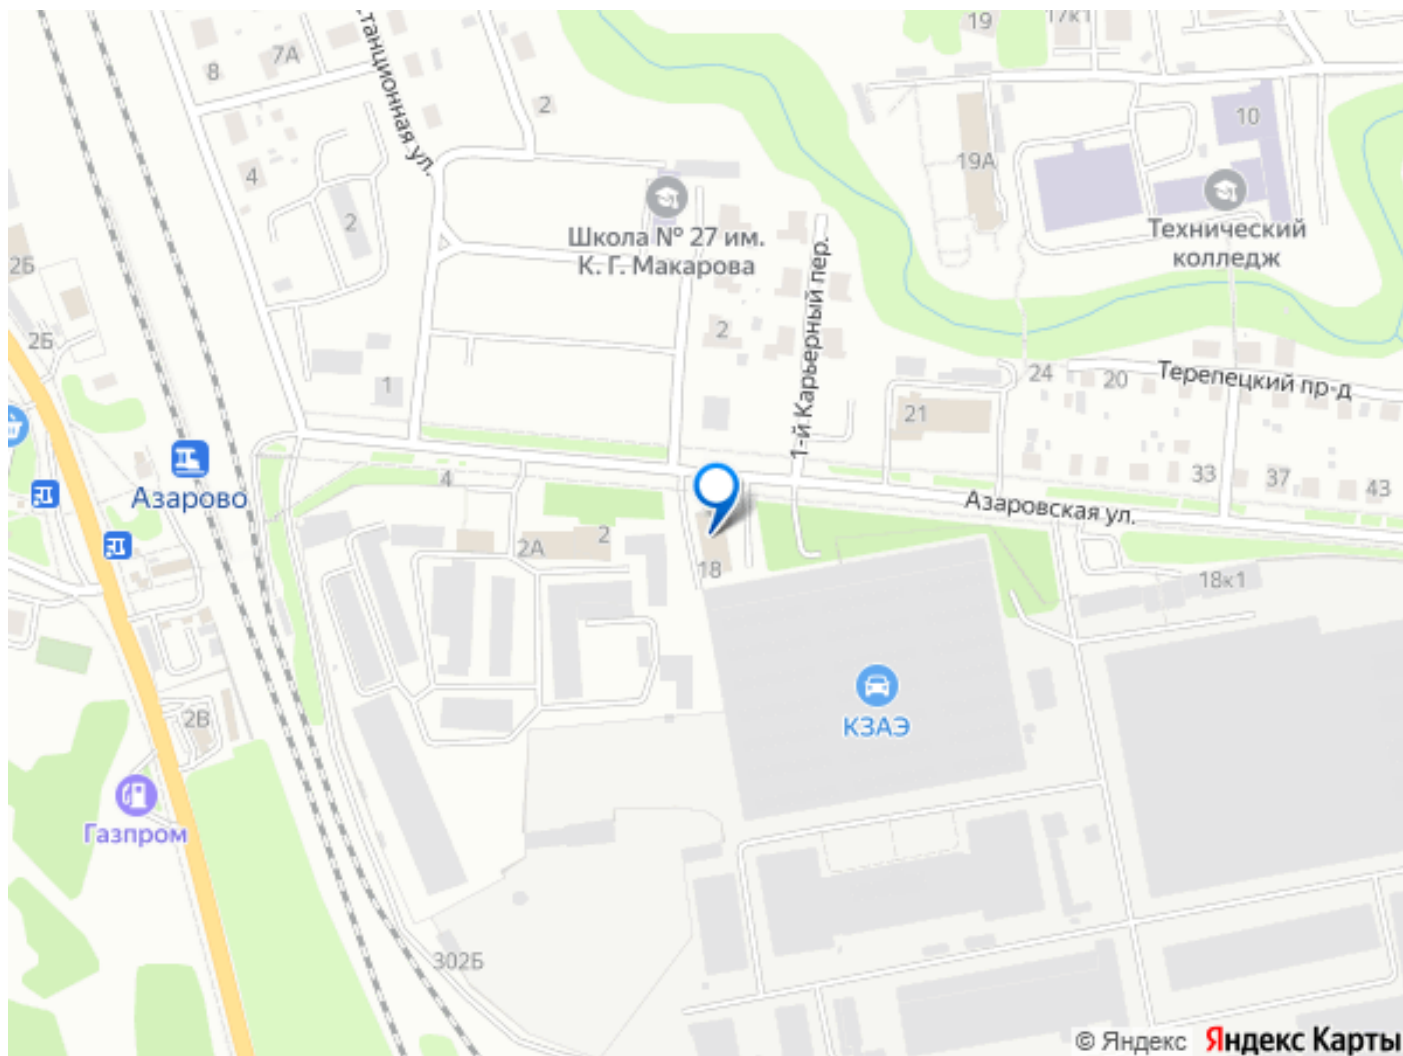 19
17к1
7А
8
Станционная ул.
2
10
19А
4
2
Школа № 27 им.
К. Г. Макарова
Технический
колледж
1-й Карьерный пер.
2Б
2Б
2
1
24
20
Терепецкий пр-д
21
Азарово
4
33
37
43
Азаровская ул.
2А
2
18
18к1
КЗАЭ
2В
Газпром
302Б
© Яндекс
Яндекс Карты